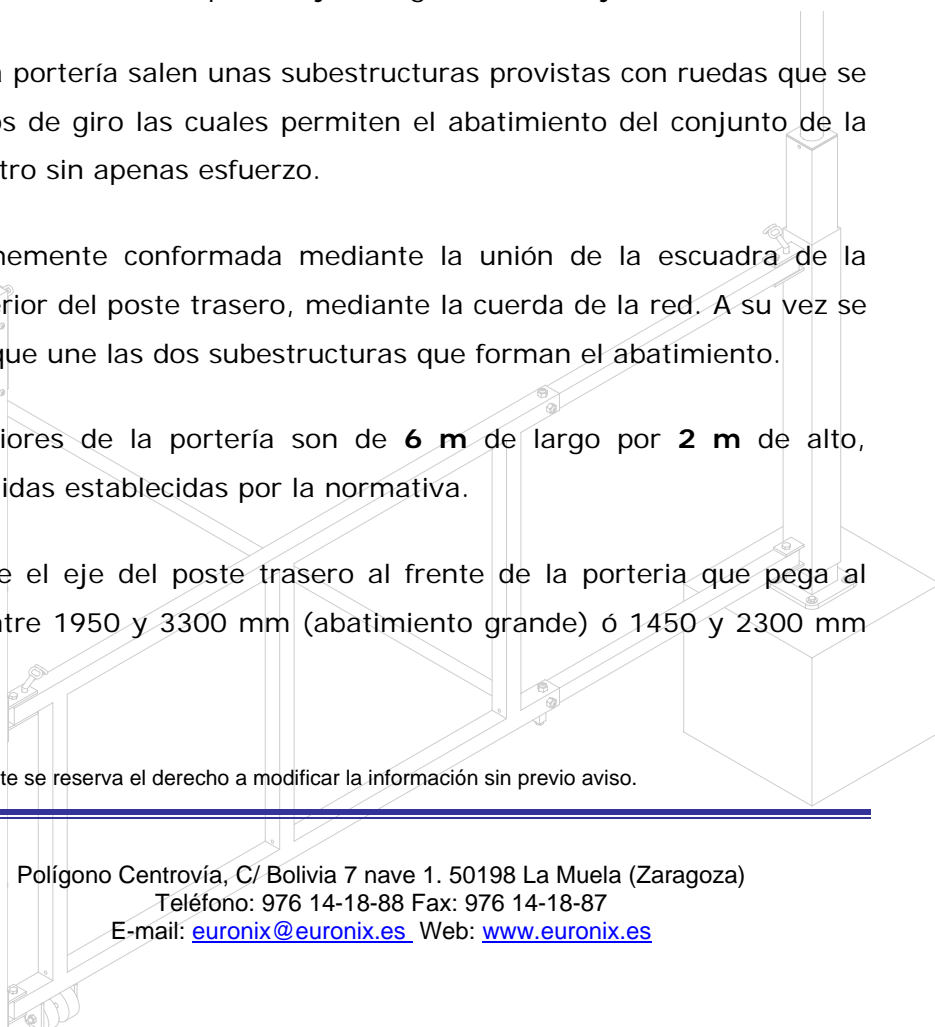 portería salen unas subestructuras provistas con ruedas que se
de giro las cuales permiten el abatimiento del conjunto de la
tro sin apenas esfuerzo.
nemente conformada mediante la unión de la escuadra de la
rior del poste trasero, mediante la cuerda de la red. A su vez se
que une las dos subestructuras que forman el abatimiento.
iores de la portería son de 6 m de largo por 2 m de alto,
idas establecidas por la normativa.
e el eje del poste trasero al frente de la porteria que pega al
ntre 1950 y 3300 mm (abatimiento grande) ó 1450 y 2300 mm
te se reserva el derecho a modificar la información sin previo aviso.
Polígono Centrovía, C/ Bolivia 7 nave 1. 50198 La Muela (Zaragoza)
Teléfono: 976 14-18-88 Fax: 976 14-18-87
E-mail: euronix@euronix.es Web: www.euronix.es